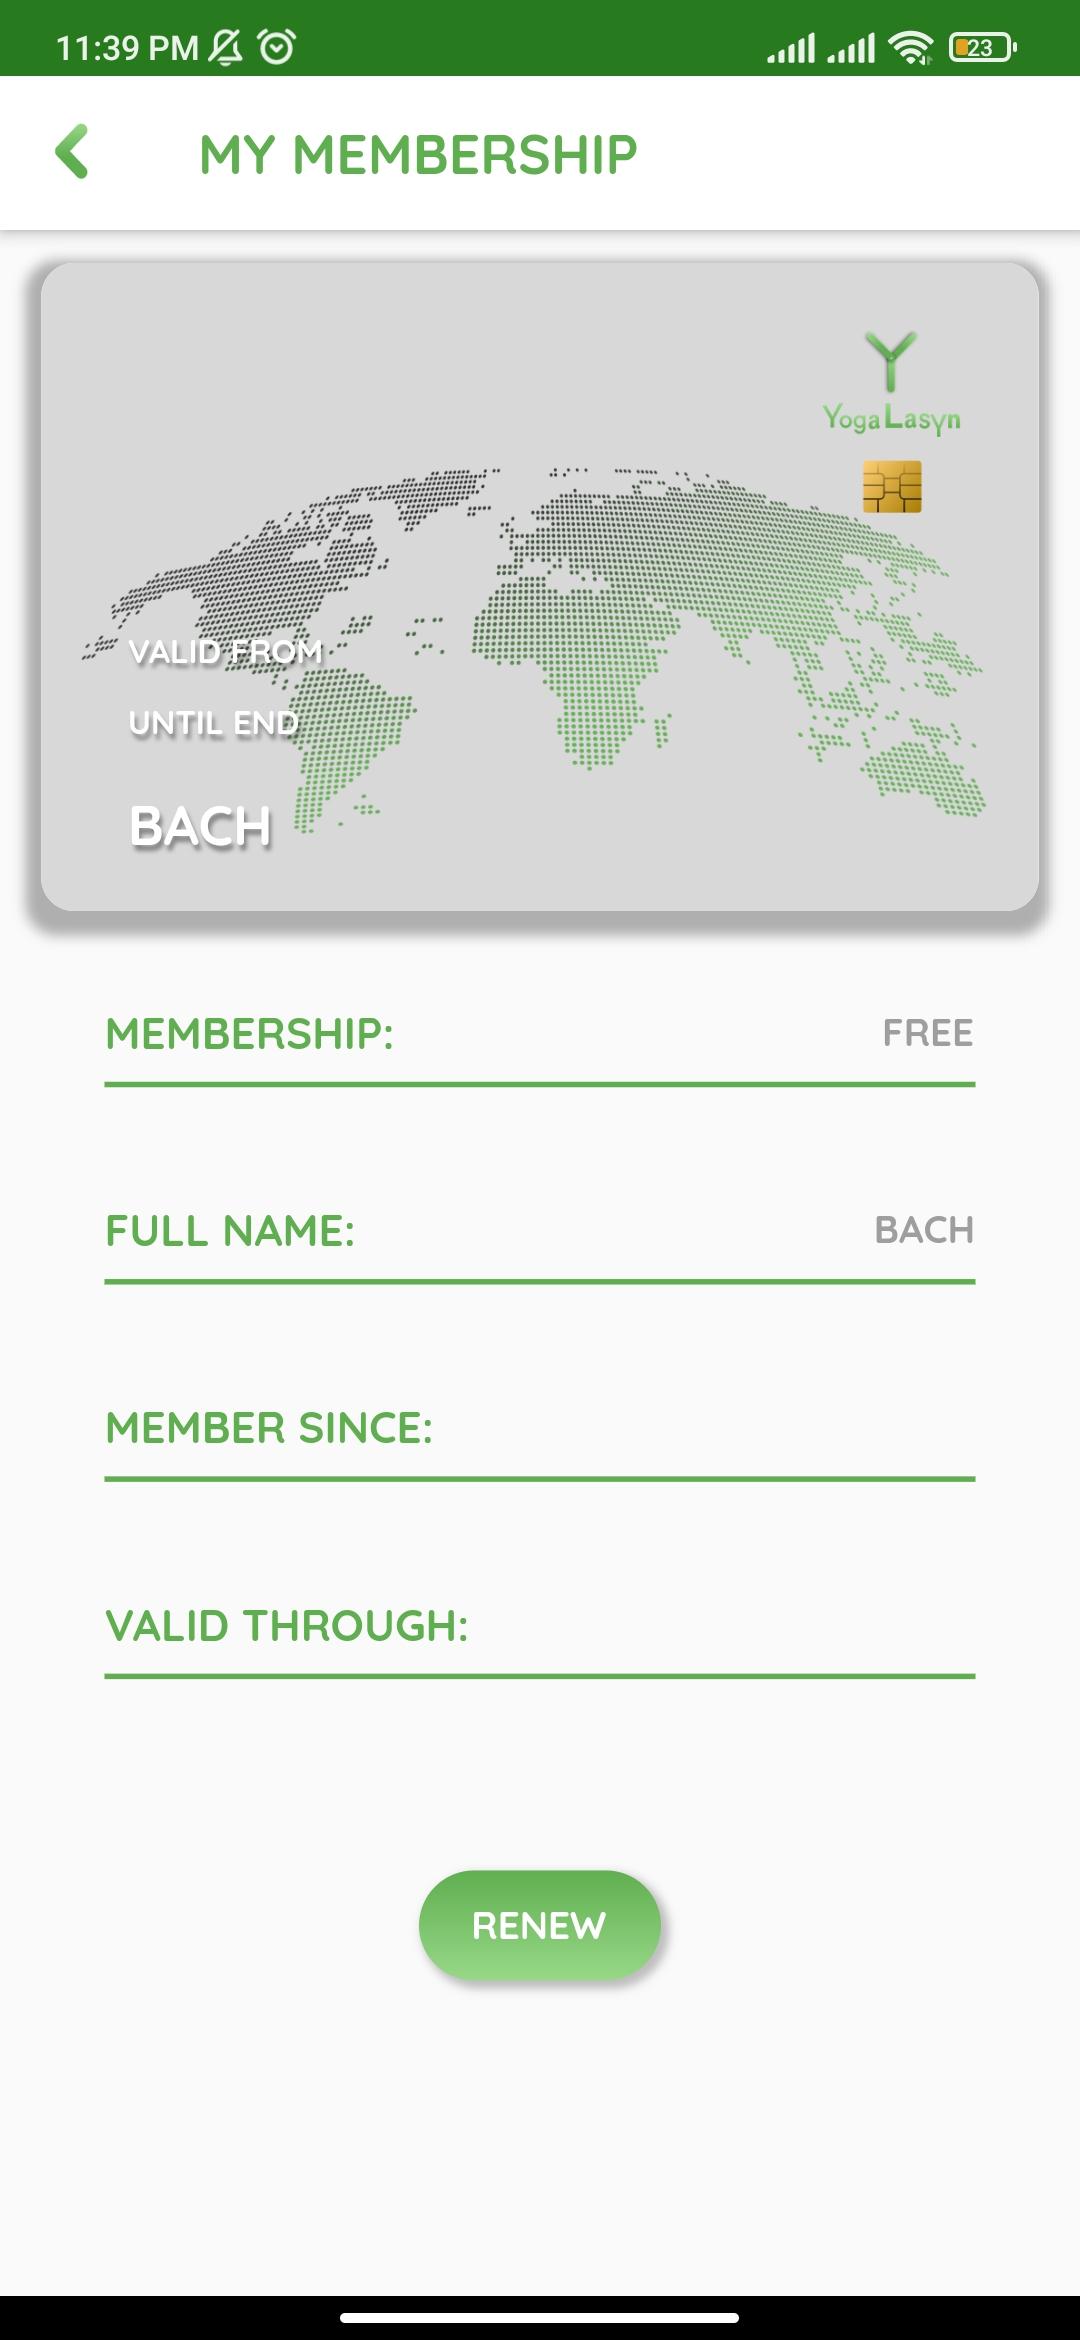 11:39 PM
23
MY MEMBERSHIP
Y
YogaLasyn
VALID FROM
UNTIL END
BACH
MEMBERSHIP: FREE
FULL NAME: BACH
MEMBER SINCE:
VALID THROUGH:
RENEW